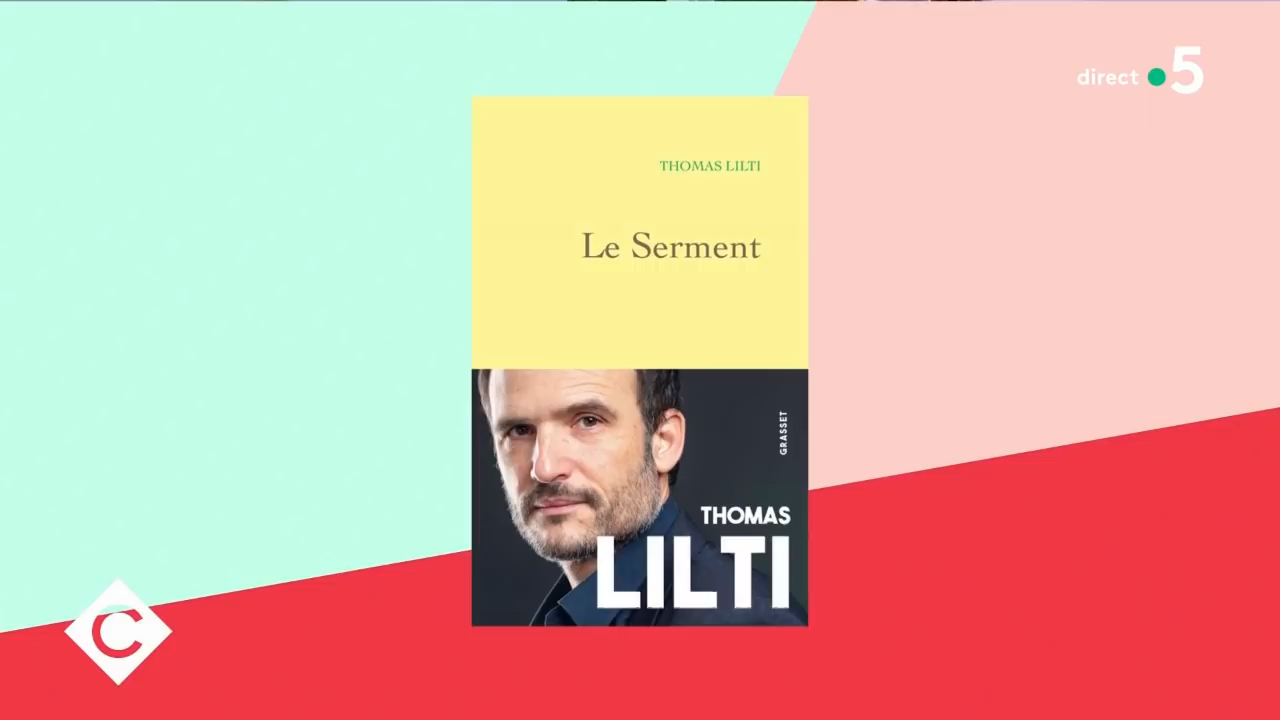 direct 5
THOMAS LILTI
Le Serment
GRASSET
THOMAS
LILTI
C